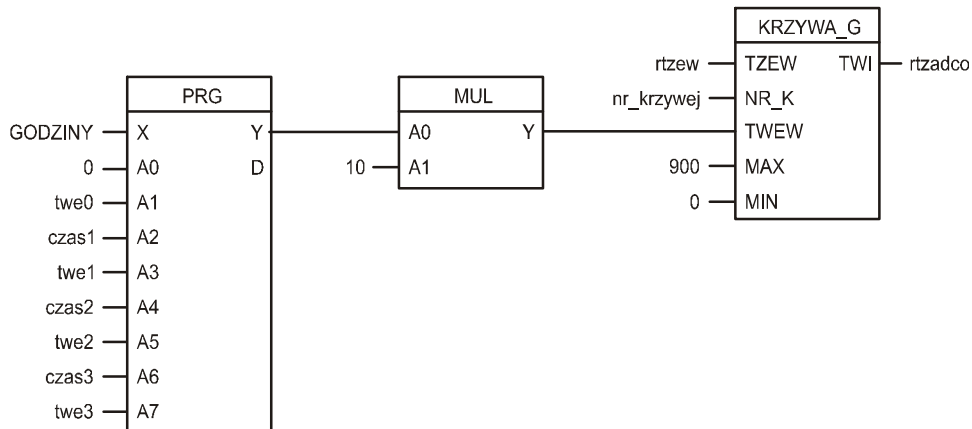 KRZYWA_G
rtzew TZEW TWI rtzadco
PRG MUL nr_krzywej NR_K
GODZINY X Y A0 Y TWEW
0 A0 D 10 A1 900 MAX
twe0 A1 0 MIN
czas1 A2
twe1 A3
czas2 A4
twe2 A5
czas3 A6
twe3 A7